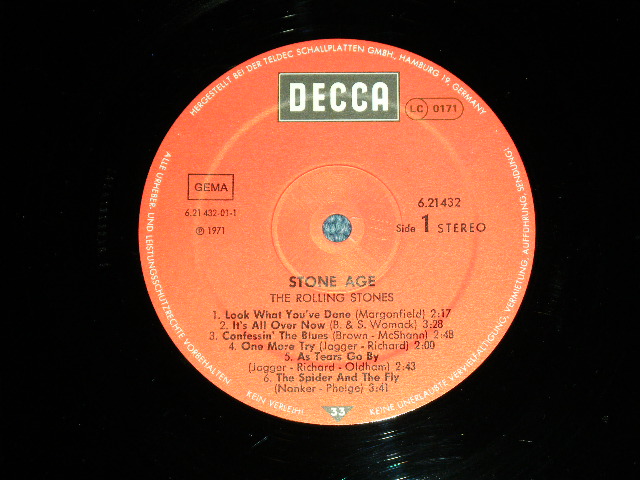 HERGESTELLT BEI DER TELDEC SCHALLPLATTEN GMBH., HAMBURG 19, GERMANY
DECCA
LC 0171
GEMA
6.21432
6.21 432-01-1
Side 1 STEREO
℗ 1971
STONE AGE
THE ROLLING STONES
1. Look What You've Done (Margonfield) 2:17
2. It's All Over Now (B. & S. Womack) 3:28
3. Confessin' The Blues (Brown - McShann) 2:48
4. One More Try (Jagger - Richard) 2:00
5. As Tears Go By
(Jagger - Richard - Oldham) 2:43
6. The Spider And The Fly
(Nanker - Phelge) 3:41
33
ALLE URHEBER- UND LEISTUNGSSCHUTZRECHTE VORBEHALTEN
KEIN VERLEIH!
KEINE UNERLAUBTE VERVIELFÄLTIGUNG, VERMIETUNG, AUFFÜHRUNG, SENDUNG!